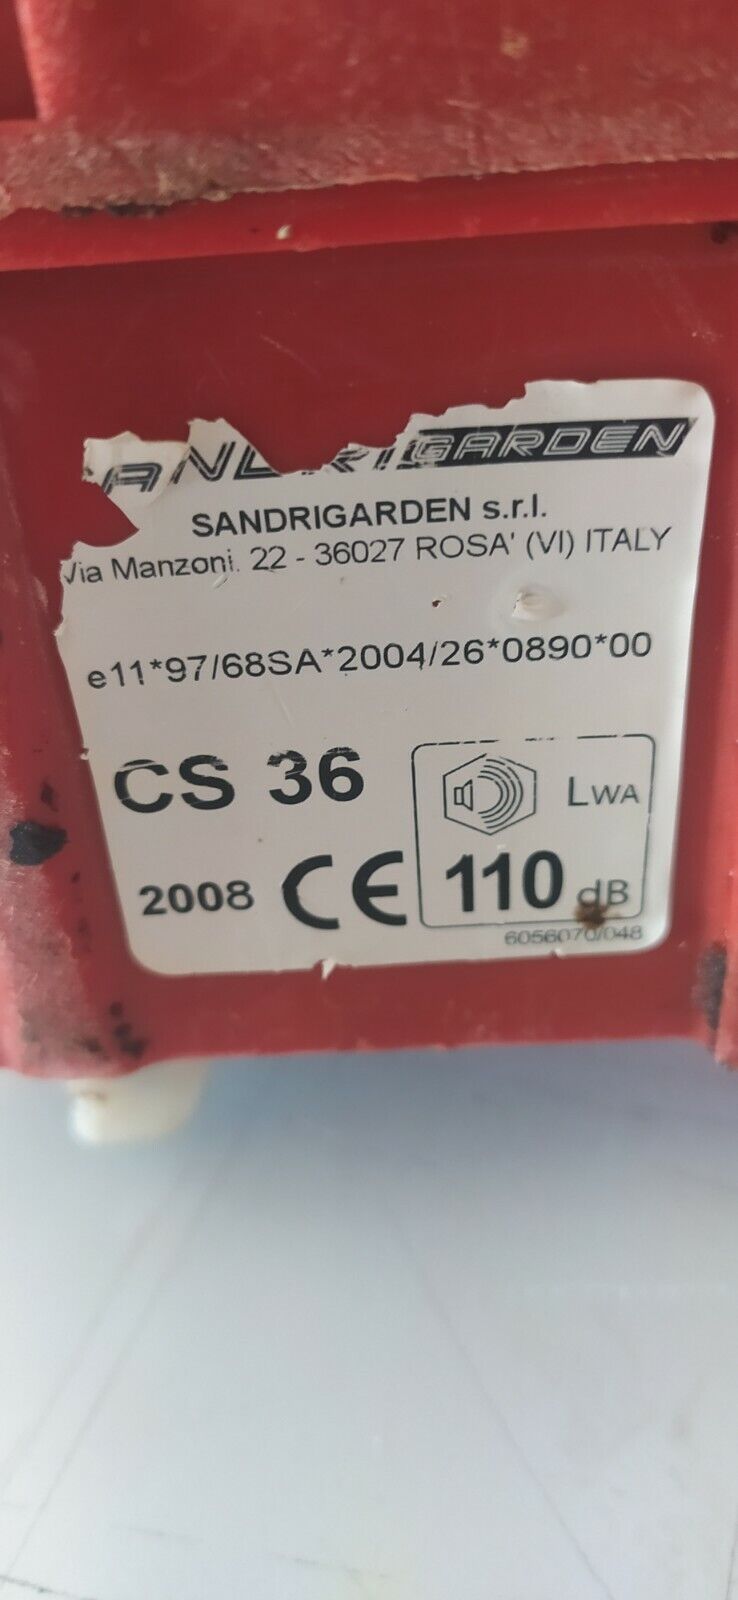 SANDRIGARDEN
SANDRIGARDEN s.r.l.
Via Manzoni. 22 - 36027 ROSA' (VI) ITALY
e11*97/68SA*2004/26*0890*00
CS 36
LWA
2008 CE 110 dB
6056070/048